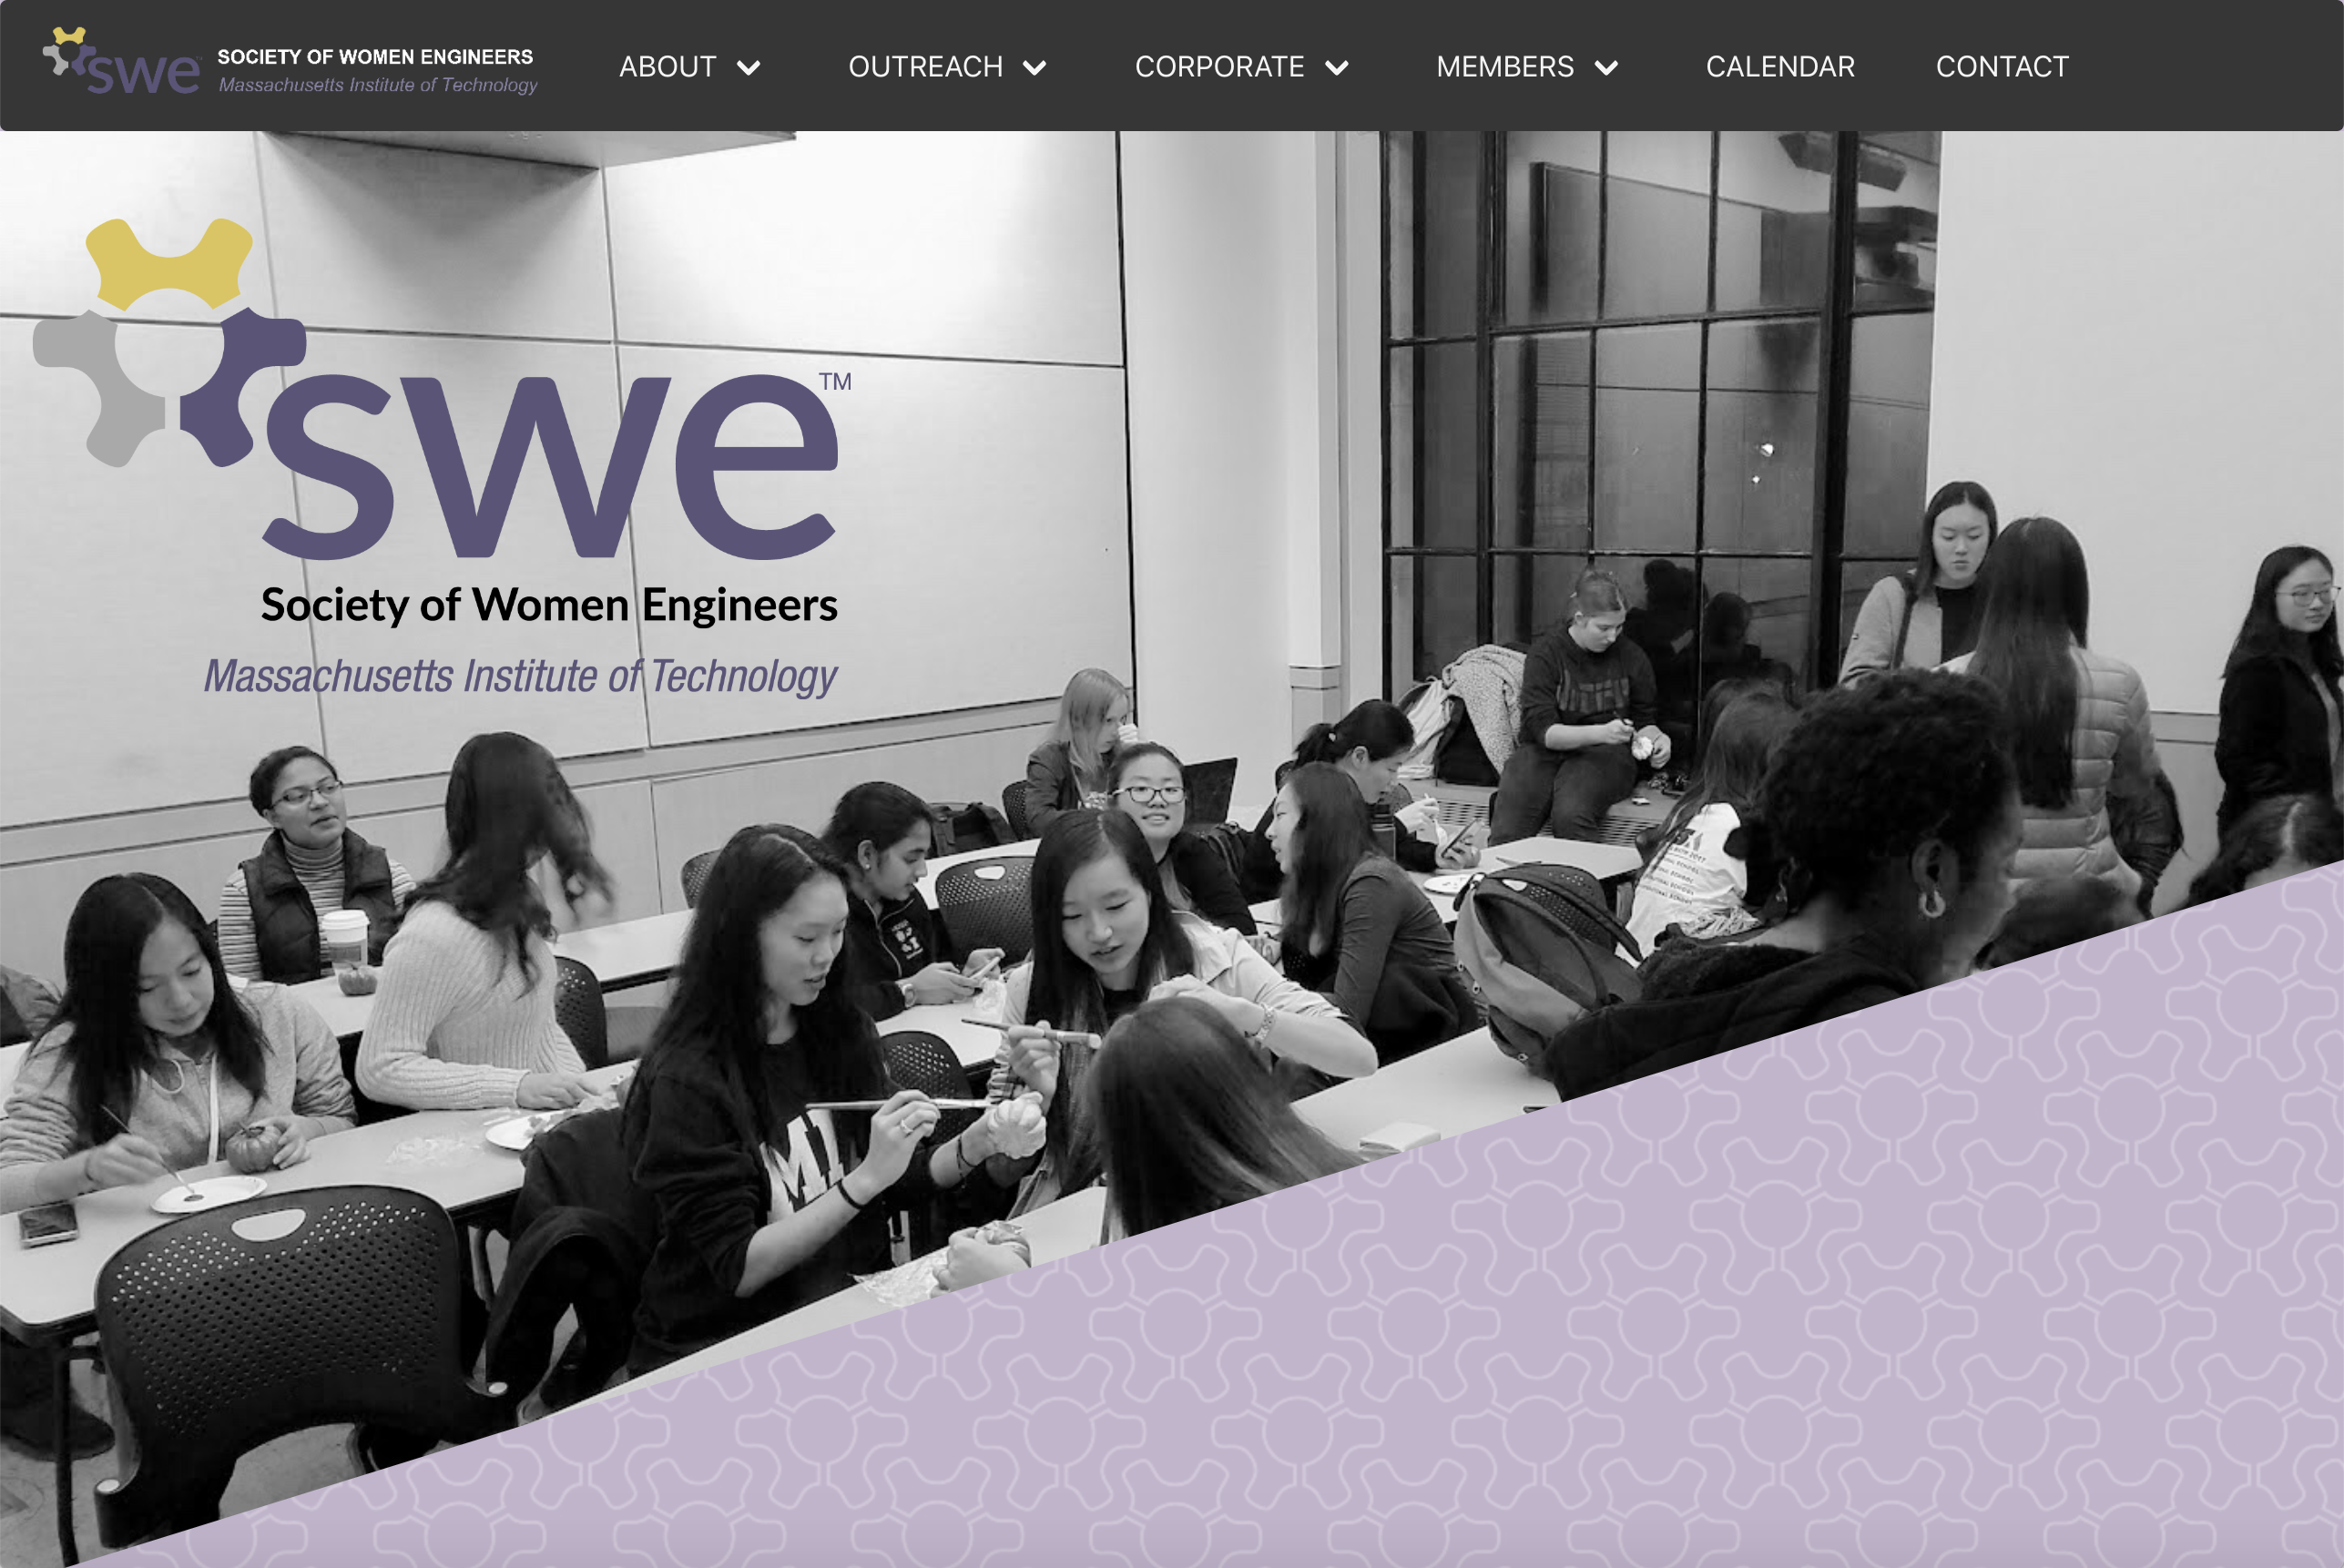 swe
SOCIETY OF WOMEN ENGINEERS
Massachusetts Institute of Technology
ABOUT
OUTREACH
CORPORATE
MEMBERS
CALENDAR
CONTACT
swe™
Society of Women Engineers
Massachusetts Institute of Technology
MI